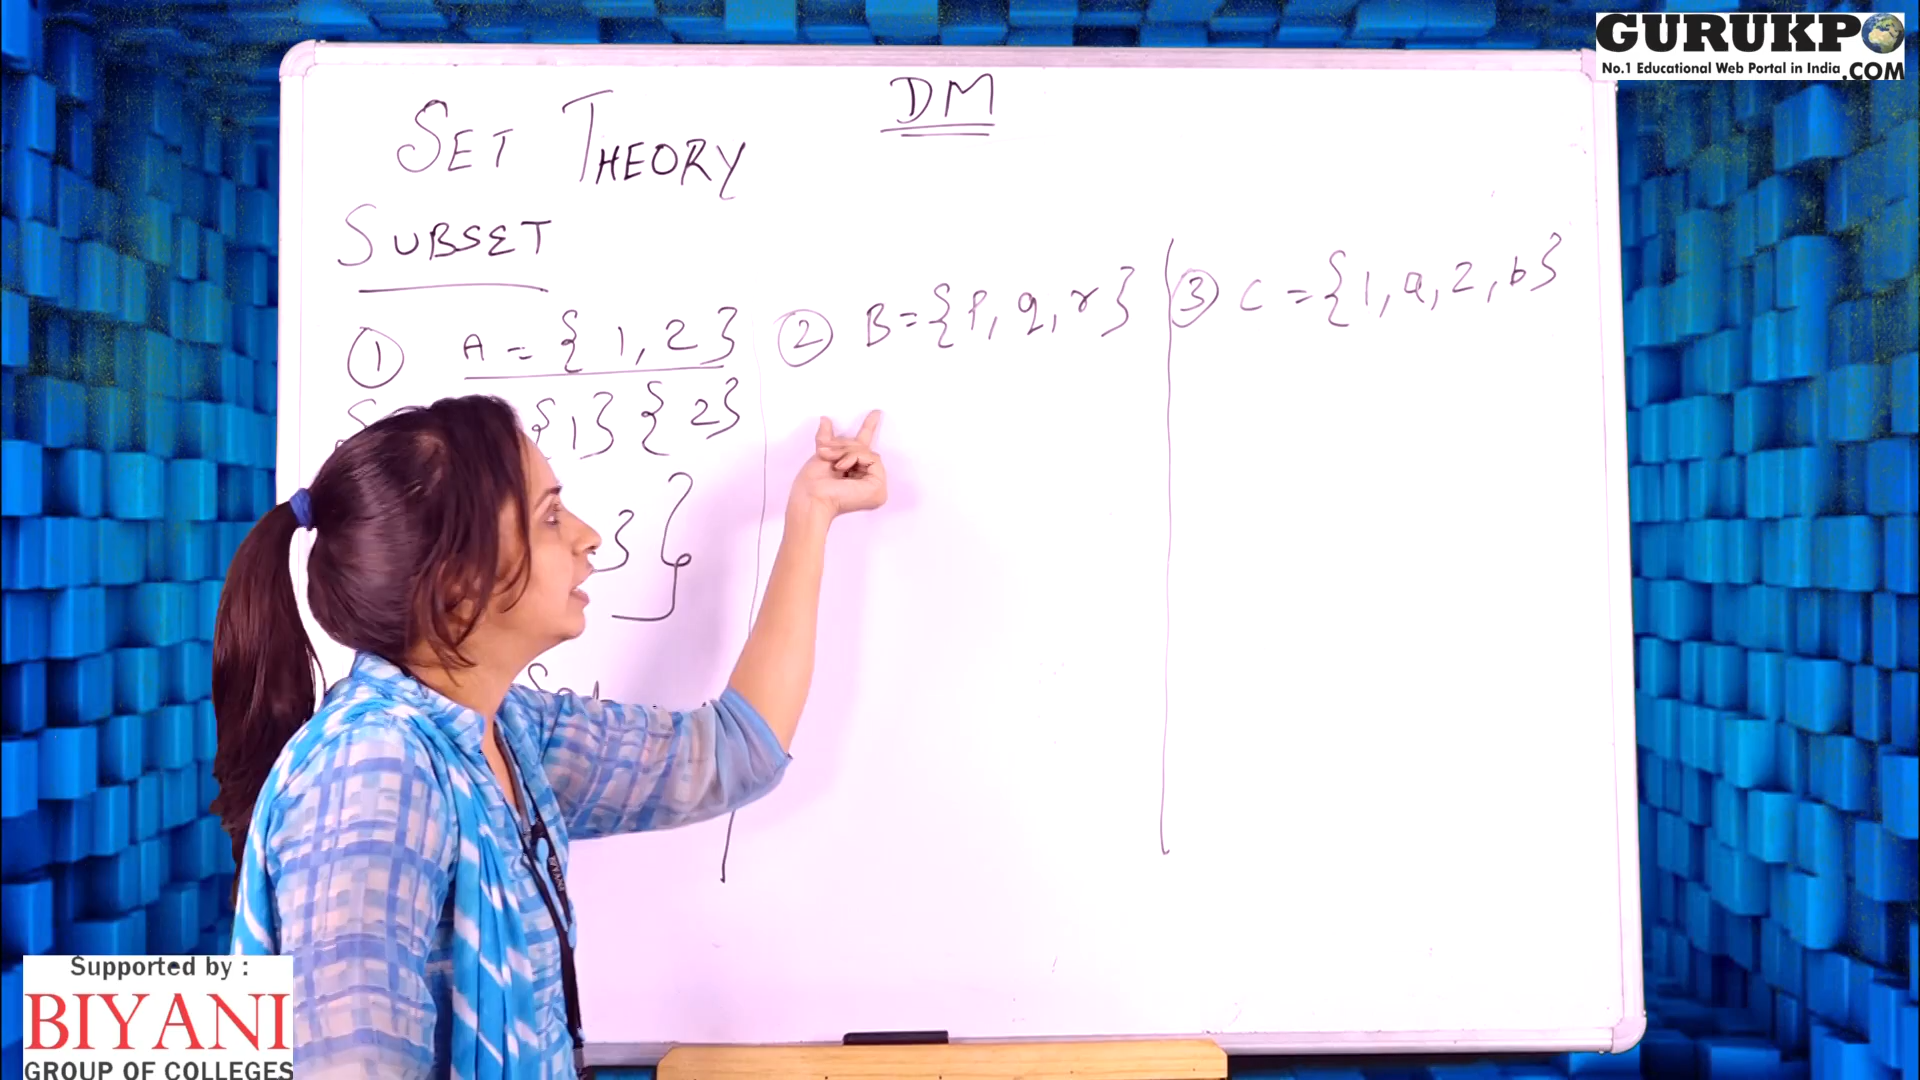 GURUKPO
No.1 Educational Web Portal in India .COM
DM
SET THEORY
SUBSET
① A = { 1, 2 }
{1} { 2}
} }
② B = { p, q, r }
③ C = { 1, a, 2, b }
BIYANI
Supported by :
BIYANI
GROUP OF COLLEGES